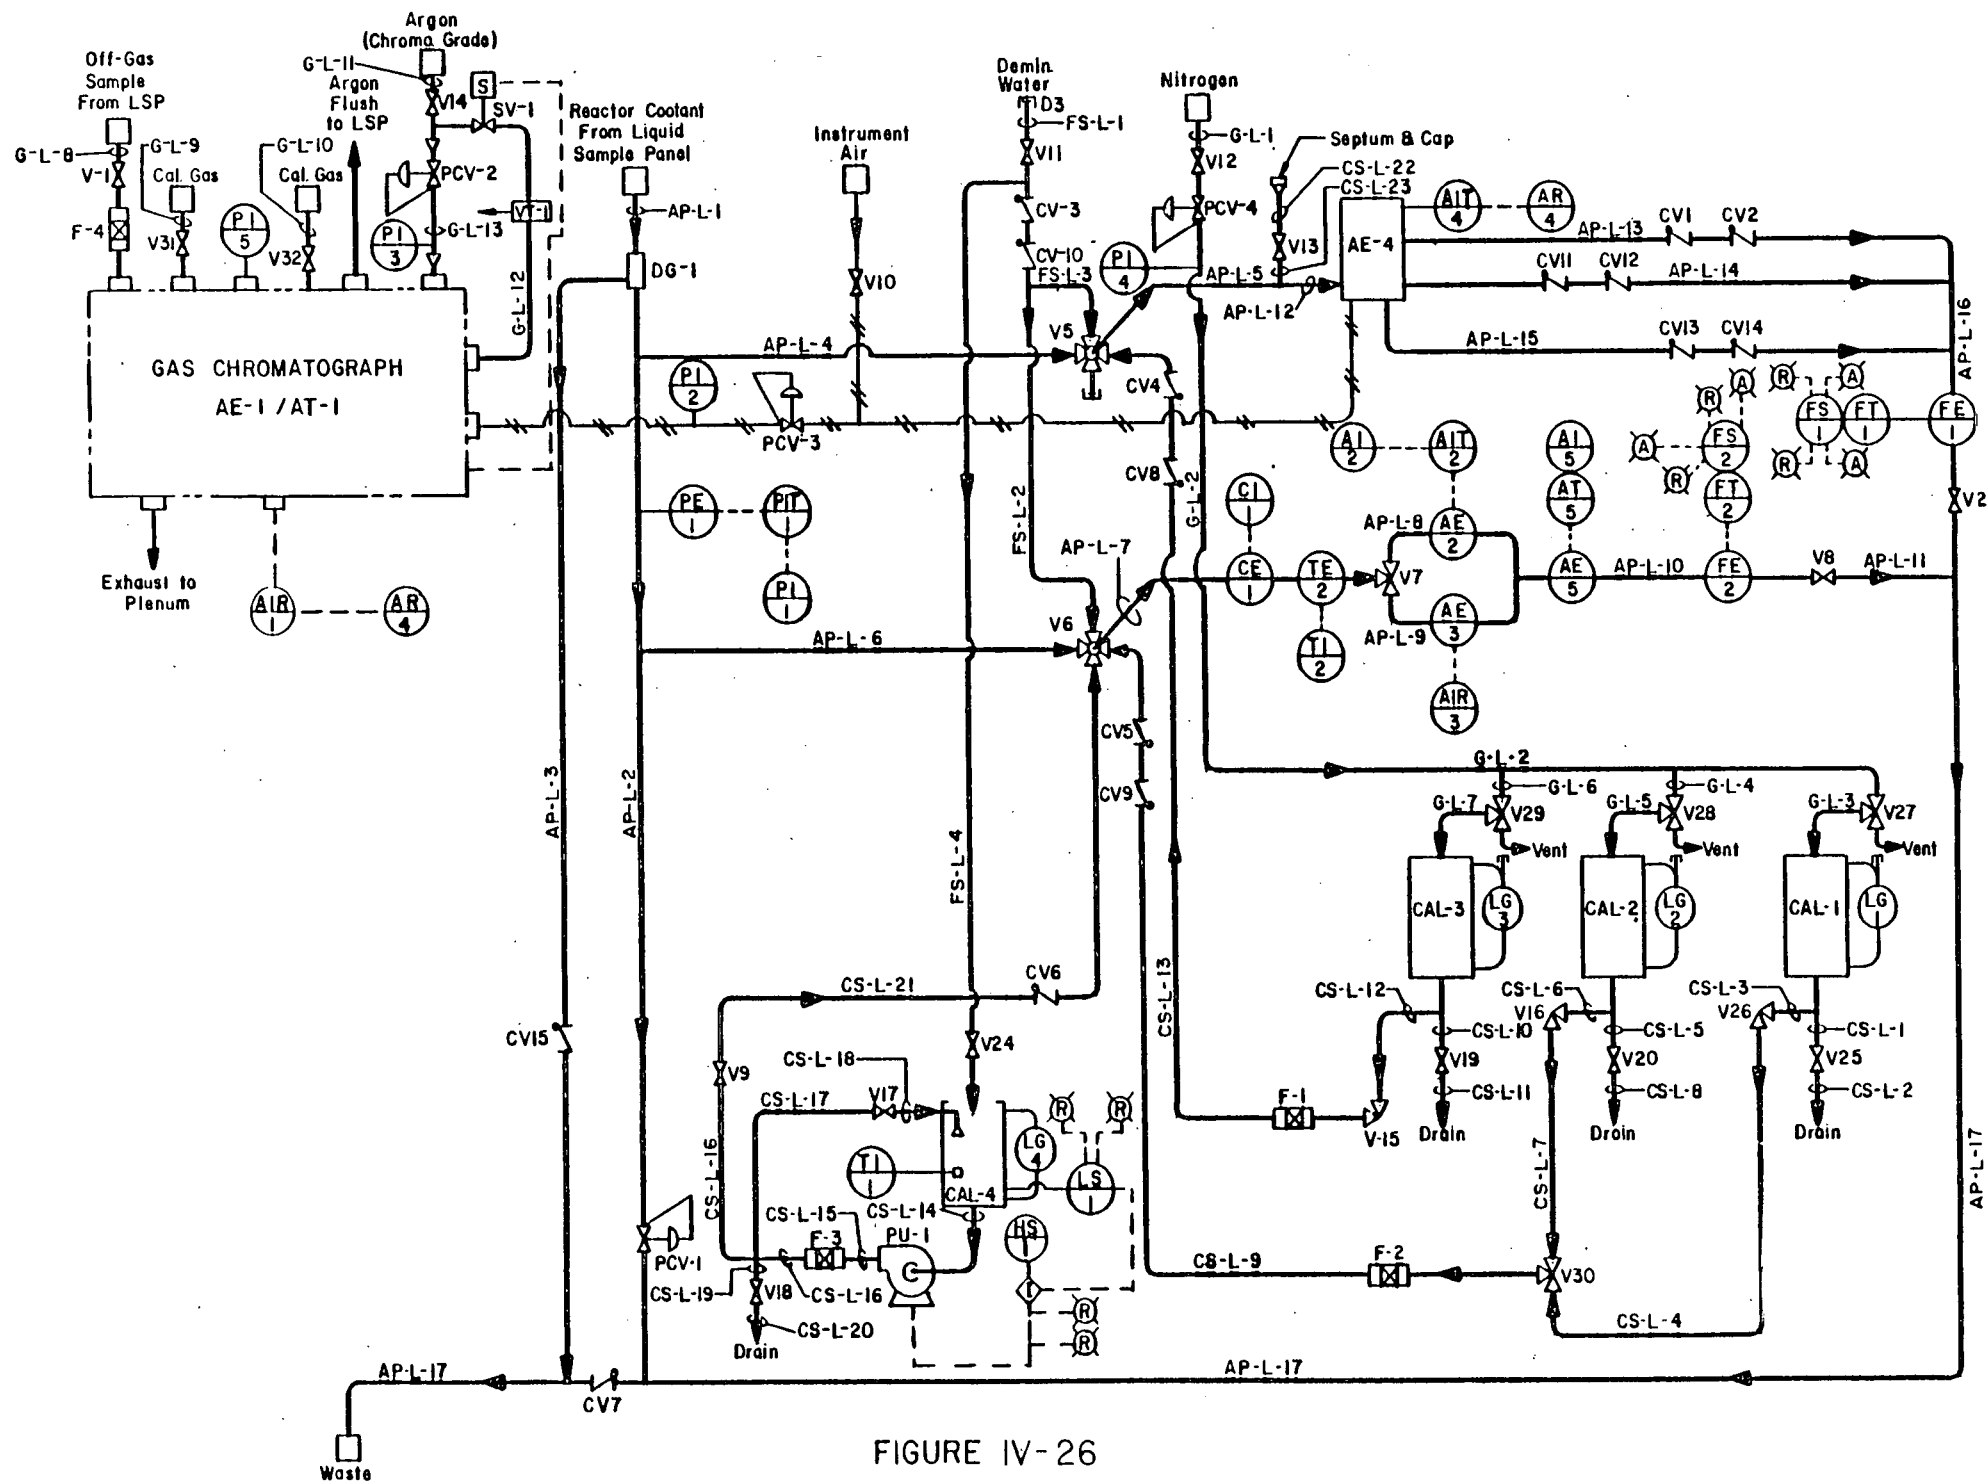 Argon
(Chroma Grade)
Off-Gas
Sample
From LSP
G-L-11
Argon
Flush
to LSP
S
SV-1
V14
Reactor Coolant
From Liquid
Sample Panel
Instrument
Air
Demin.
Water
D3
FS-L-1
V11
Nitrogen
G-L-1
V12
Septum & Cap
CS-L-22
CS-L-23
G-L-8
V-1
G-L-9
Cal. Gas
G-L-10
Cal. Gas
PCV-2
VT-1
AP-L-1
CV-3
PCV-4
V13
AE-4
AIT
4
AR
4
CV1
CV2
AP-L-13
F-4
V31
PI
5
V32
PI
3
G-L-13
DG-1
V10
CV-10
FS-L-3
PI
4
AP-L-5
AP-L-12
CV11
CV12
AP-L-14
AP-L-16
G-L-12
GAS CHROMATOGRAPH
AE-1 / AT-1
AP-L-4
V5
AP-L-15
CV13
CV14
PI
2
PCV-3
CV4
R
A
R
A
FS
1
FT
1
FE
1
R
A
AI
2
AIT
2
AI
5
A
FS
2
R
CV8
G-L-2
FS-L-2
PE
1
PIT
1
PI
1
CI
1
AT
5
FT
2
V2
AP-L-8
AE
2
AP-L-7
CE
1
TE
2
V7
AE
5
AP-L-10
FE
2
V8
AP-L-11
Exhaust to
Plenum
AIR
1
AR
4
AP-L-6
V6
TI
2
AP-L-9
AE
3
AIR
3
CV5
CV9
AP-L-3
AP-L-2
FS-L-4
G-L-2
G-L-6
G-L-4
G-L-7
V29
G-L-5
V28
G-L-3
V27
Vent
Vent
Vent
CAL-3
LG
3
CAL-2
LG
2
CAL-1
LG
1
CS-L-13
CS-L-21
CV6
CS-L-12
CS-L-10
CS-L-6
V16
CS-L-5
CS-L-3
V26
CS-L-1
CV15
V24
V9
CS-L-18
V19
V20
V25
CS-L-17
V17
CS-L-11
CS-L-8
CS-L-2
F-1
V-15
Drain
Drain
Drain
R
R
LG
4
TI
1
CAL-4
LS
1
CS-L-16
CS-L-7
AP-L-17
CS-L-14
CS-L-15
F-3
PU-1
C
HS
1
PCV-1
CS-L-19
V18
CS-L-16
I
CS-L-9
F-2
V30
CS-L-20
Drain
R
R
CS-L-4
AP-L-17
CV7
AP-L-17
Waste
FIGURE IV-26